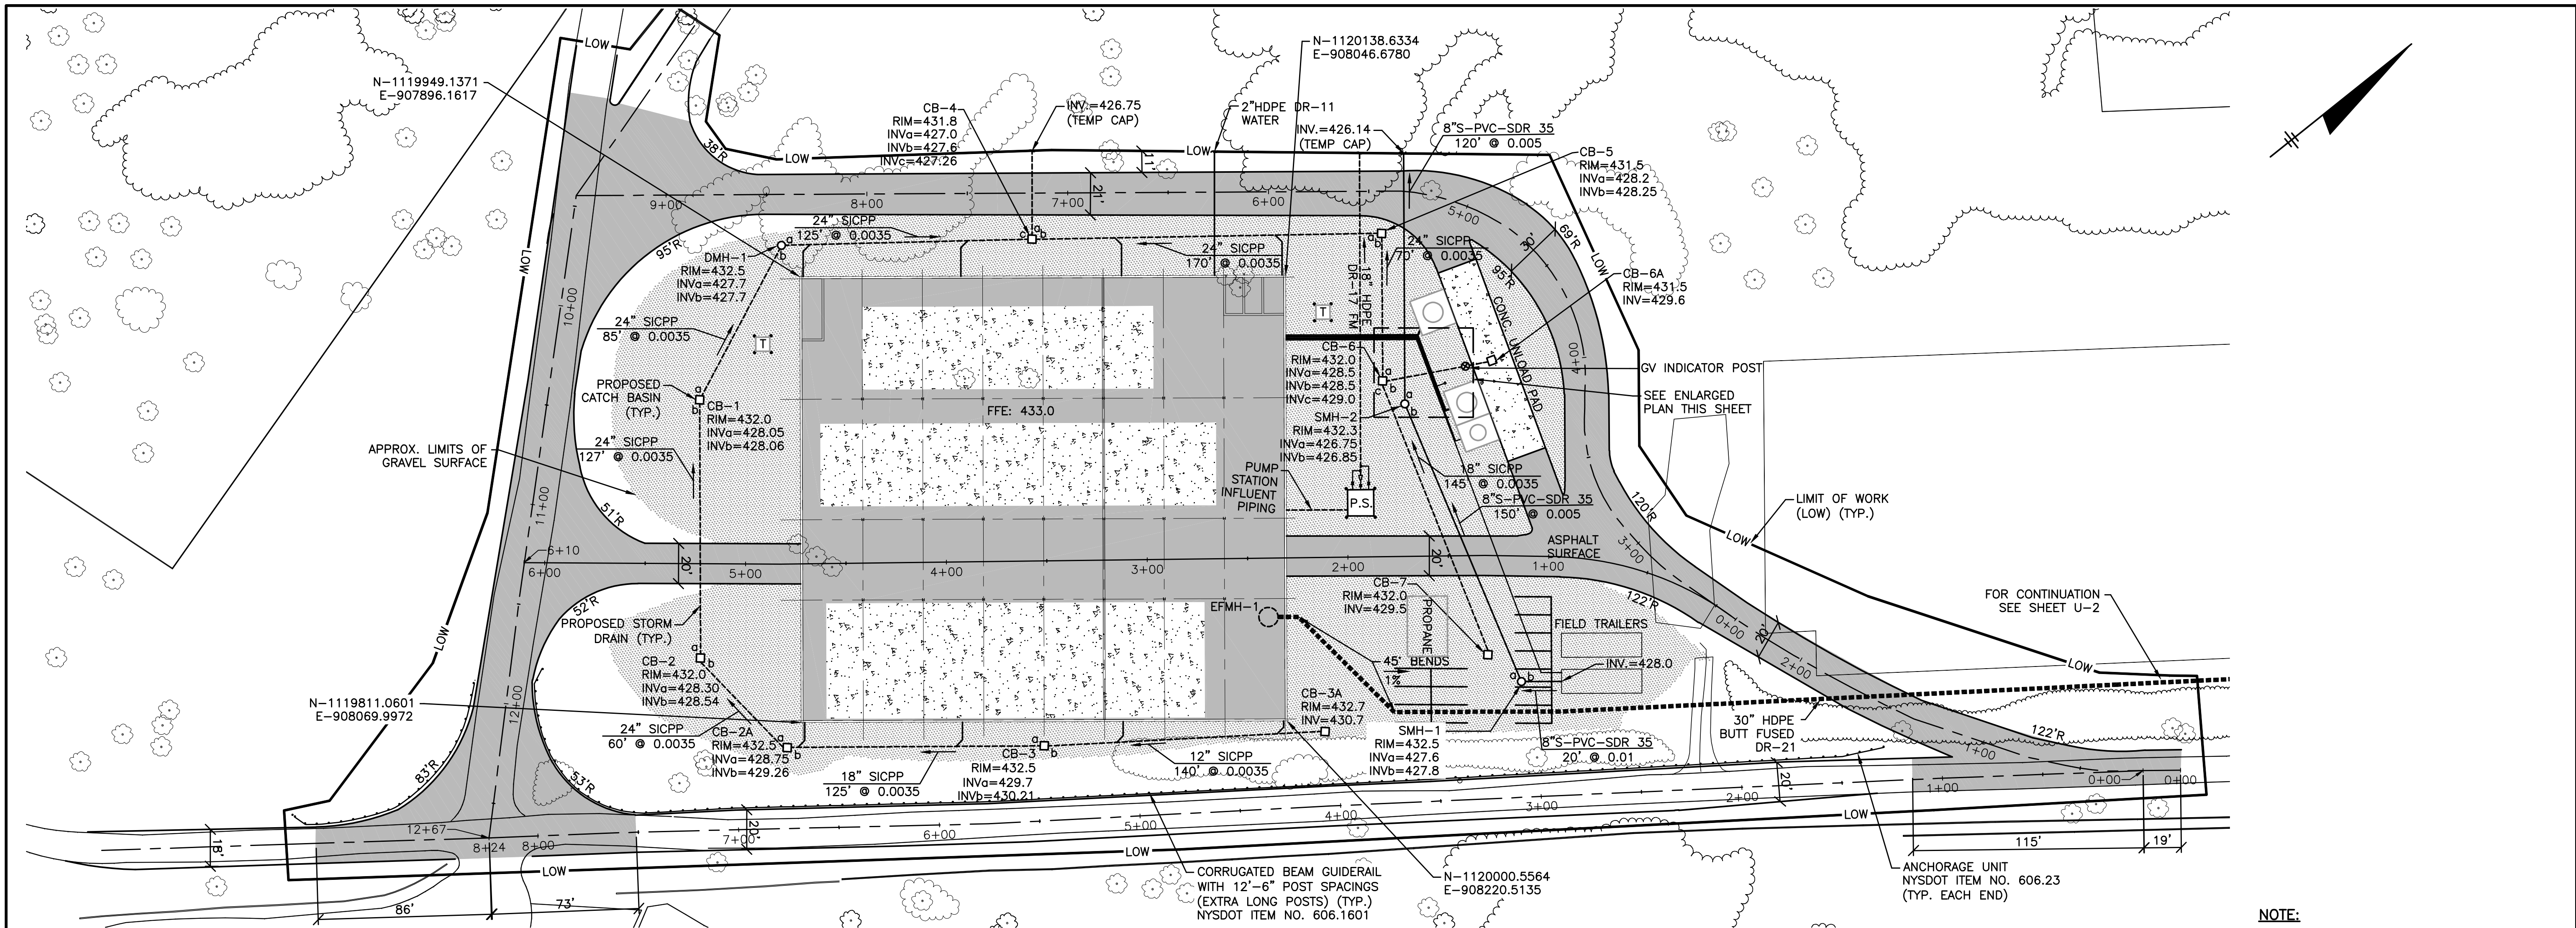 N-1119949.1371
E-907896.1617
LOW
CB-4
RIM=431.8
INVa=427.0
INVb=427.6
INVc=427.26
INV.=426.75
(TEMP CAP)
N-1120138.6334
E-908046.6780
2"HDPE DR-11
WATER
INV.=426.14
(TEMP CAP)
8"S-PVC-SDR 35
120' @ 0.005
CB-5
RIM=431.5
INVa=428.2
INVb=428.25
38'R
LOW
11'
LOW
21'
9+00
8+00
7+00
6+00
5+00
24" SICPP
125' @ 0.0035
a
b
c
a
b
24" SICPP
170' @ 0.0035
a
b
24" SICPP
70' @ 0.0035
69'R
LOW
95'R
95'R
DMH-1
RIM=432.5
INVa=427.7
INVb=427.7
LOW
10+00
18" HDPE
DR-17 FM
CONC. UNLOAD PAD
CB-6A
RIM=431.5
INV=429.6
24" SICPP
85' @ 0.0035
T
T
4+00
CB-6
RIM=432.0
INVa=428.5
INVb=428.5
INVc=429.0
a
b
c
GV INDICATOR POST
SEE ENLARGED
PLAN THIS SHEET
PROPOSED
CATCH BASIN
(TYP.)
a
b
CB-1
RIM=432.0
INVa=428.05
INVb=428.06
FFE: 433.0
SMH-2
RIM=432.3
INVa=426.75
INVb=426.85
a
b
APPROX. LIMITS OF
GRAVEL SURFACE
24" SICPP
127' @ 0.0035
PUMP
STATION
INFLUENT
PIPING
P.S.
18" SICPP
145' @ 0.0035
8"S-PVC-SDR 35
150' @ 0.005
120'R
LIMIT OF WORK
(LOW) (TYP.)
11+00
51'R
LOW
3+00
6+10
6+00
20'
5+00
4+00
3+00
2+00
20'
1+00
ASPHALT
SURFACE
52'R
PROPOSED STORM
DRAIN (TYP.)
EFMH-1
CB-7
RIM=432.0
INV=429.5
PROPANE
122'R
0+00
20'
FIELD TRAILERS
FOR CONTINUATION
SEE SHEET U-2
LOW
a
b
CB-2
RIM=432.0
INVa=428.30
INVb=428.54
45° BENDS
1%
INV.=428.0
a
b
2+00
LOW
N-1119811.0601
E-908069.9972
12+00
24" SICPP
60' @ 0.0035
CB-2A
RIM=432.5
INVa=428.75
INVb=429.26
a
b
a
CB-3
RIM=432.5
INVa=429.7
INVb=430.21
CB-3A
RIM=432.7
INV=430.7
12" SICPP
140' @ 0.0035
SMH-1
RIM=432.5
INVa=427.6
INVb=427.8
8"S-PVC-SDR 35
20' @ 0.01
30" HDPE
BUTT FUSED
DR-21
122'R
1+00
83'R
53'R
18" SICPP
125' @ 0.0035
20'
0+00
0+00
1+00
2+00
3+00
4+00
5+00
6+00
7+00
20'
12+67
8+24
8+00
18'
LOW
LOW
LOW
115'
19'
86'
73'
CORRUGATED BEAM GUIDERAIL
WITH 12'-6" POST SPACINGS
(EXTRA LONG POSTS) (TYP.)
NYSDOT ITEM NO. 606.1601
N-1120000.5564
E-908220.5135
ANCHORAGE UNIT
NYSDOT ITEM NO. 606.23
(TYP. EACH END)
NOTE: